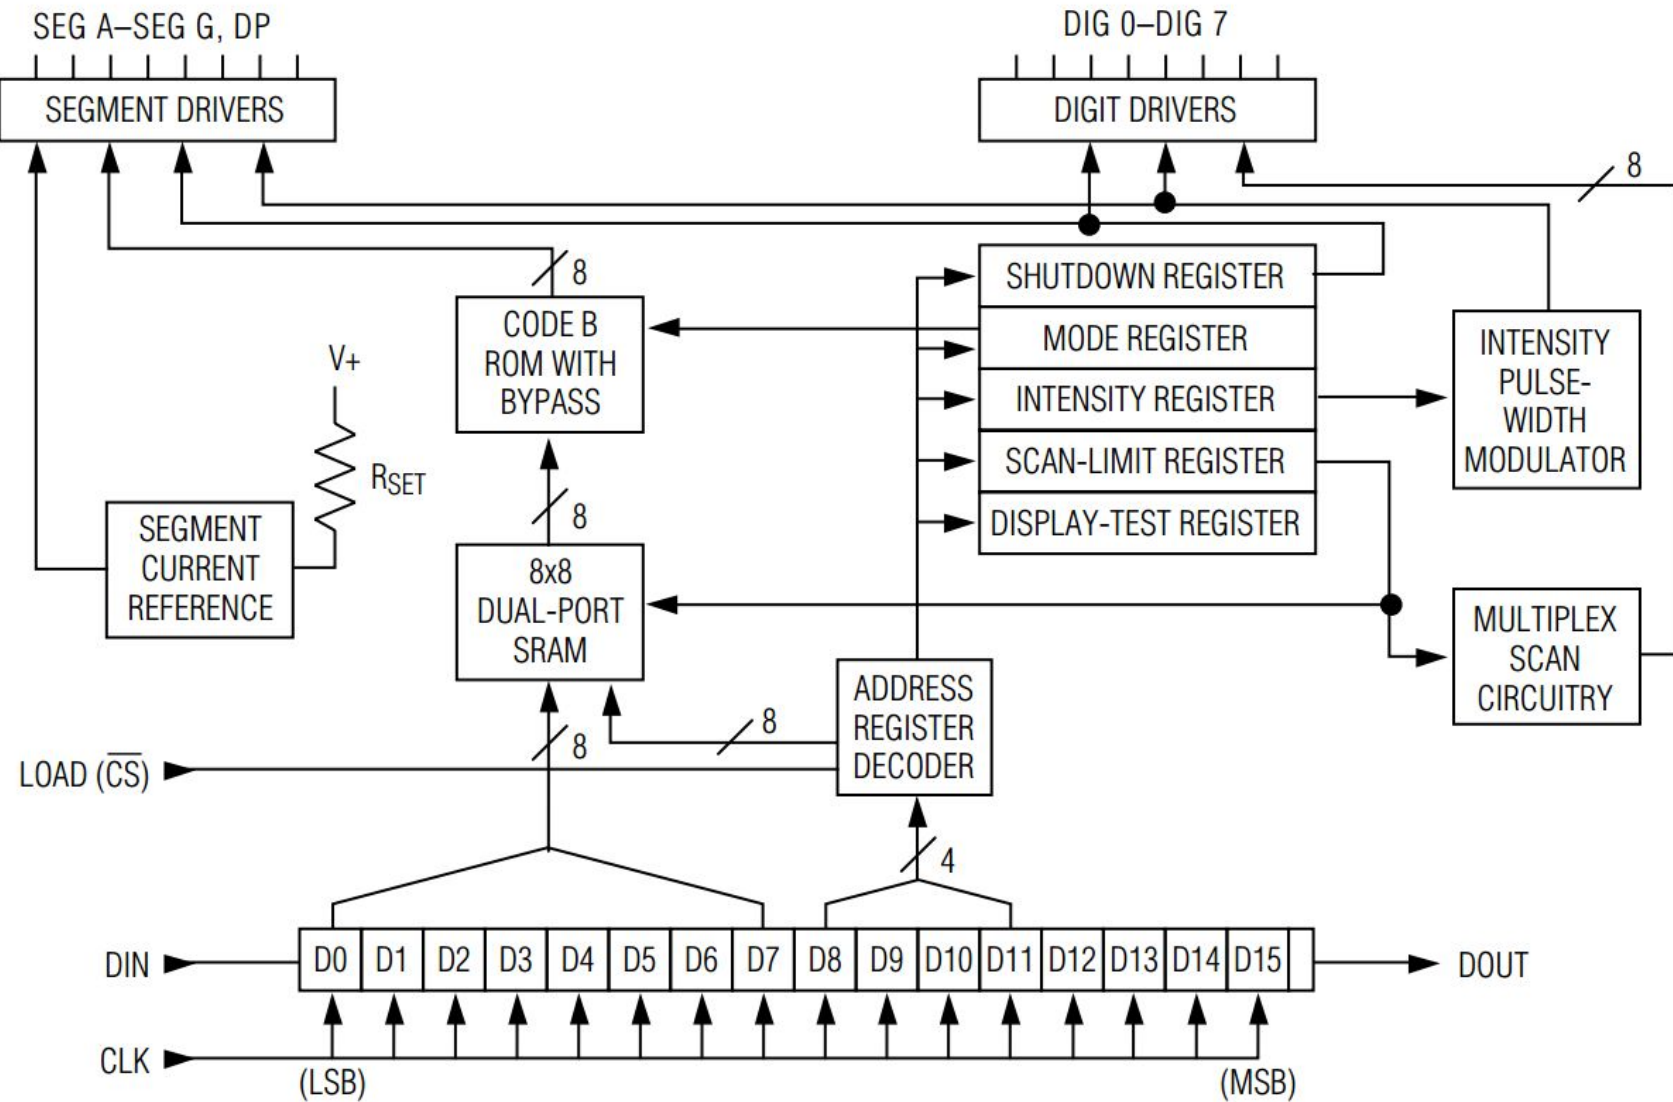 SEG A–SEG G, DP
DIG 0–DIG 7
SEGMENT DRIVERS
DIGIT DRIVERS
8
8
SHUTDOWN REGISTER
MODE REGISTER
INTENSITY REGISTER
SCAN-LIMIT REGISTER
DISPLAY-TEST REGISTER
CODE B
ROM WITH
BYPASS
INTENSITY
PULSE-
WIDTH
MODULATOR
V+
RSET
8
SEGMENT
CURRENT
REFERENCE
8x8
DUAL-PORT
SRAM
MULTIPLEX
SCAN
CIRCUITRY
ADDRESS
REGISTER
DECODER
8
8
LOAD (C̅S̅)
4
DIN
D0 D1 D2 D3 D4 D5 D6 D7 D8 D9 D10 D11 D12 D13 D14 D15
DOUT
CLK
(LSB)
(MSB)